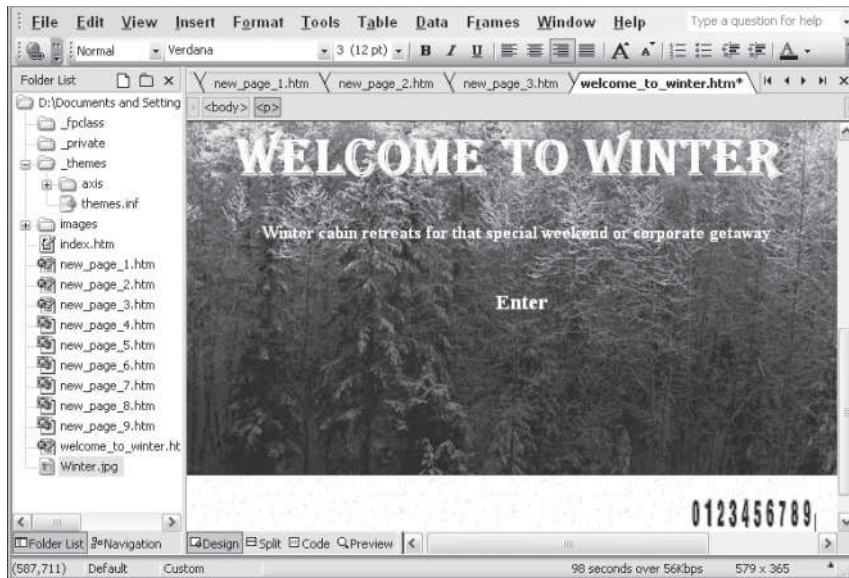 File Edit View Insert Format Tools Table Data Frames Window Help Type a question for help
Normal Verdana 3 (12 pt) B I U A A A
Folder List
new_page_1.htm new_page_2.htm new_page_3.htm welcome_to_winter.htm*
D:\Documents and Setting
<body> <p>
_fpclass
_private
_themes
axis
themes.inf
images
index.htm
new_page_1.htm
new_page_2.htm
new_page_3.htm
new_page_4.htm
new_page_5.htm
new_page_6.htm
new_page_7.htm
new_page_8.htm
new_page_9.htm
welcome_to_winter.ht
Winter.jpg
WELCOME TO WINTER
Winter cabin retreats for that special weekend or corporate getaway
Enter
0123456789
Folder List Navigation Design Split Code Preview
(587,711) Default Custom 98 seconds over 56Kbps 579 x 365